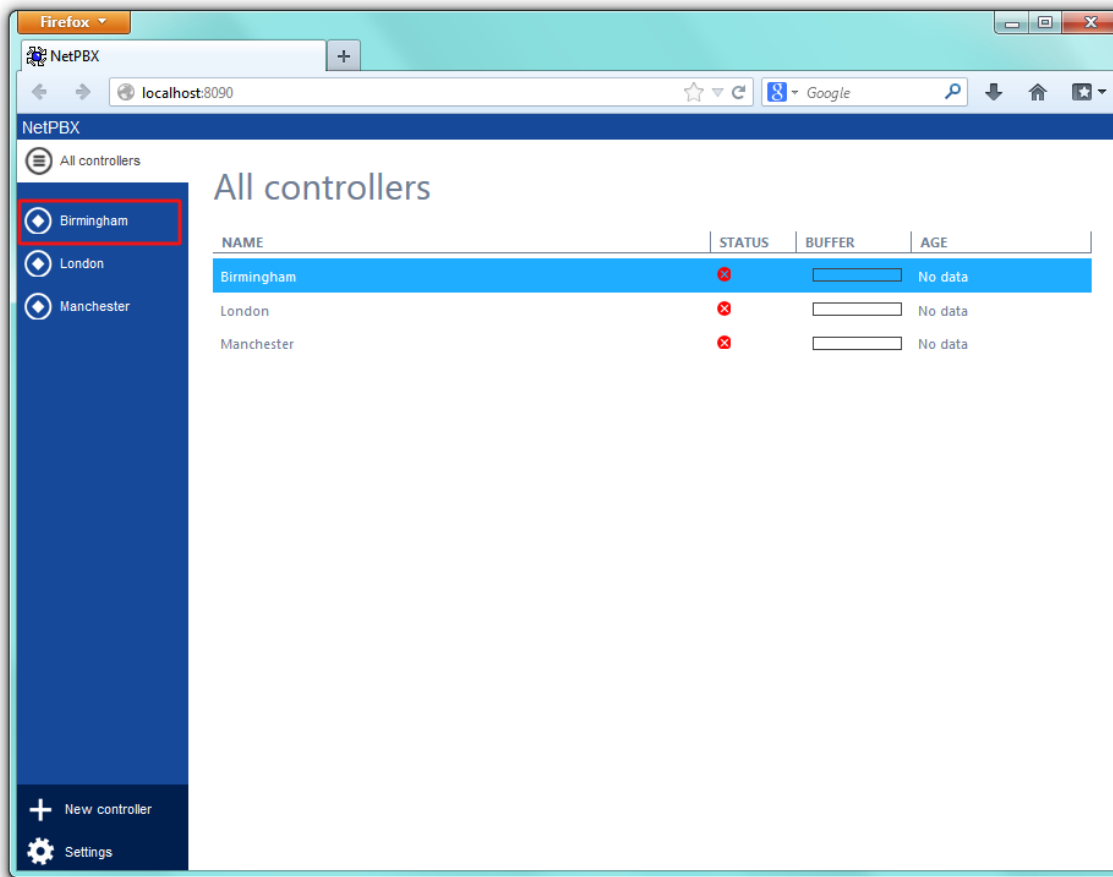 Firefox
NetPBX
localhost:8090
Google
NetPBX
All controllers
Birmingham
London
Manchester
New controller
Settings
All controllers
NAME STATUS BUFFER AGE
Birmingham No data
London No data
Manchester No data